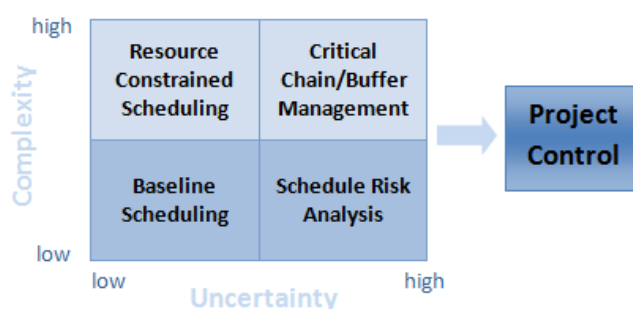 high
Resource
Constrained
Scheduling
Critical
Chain/Buffer
Management
Complexity
Project
Control
Baseline
Scheduling
Schedule Risk
Analysis
low
low
high
Uncertainty